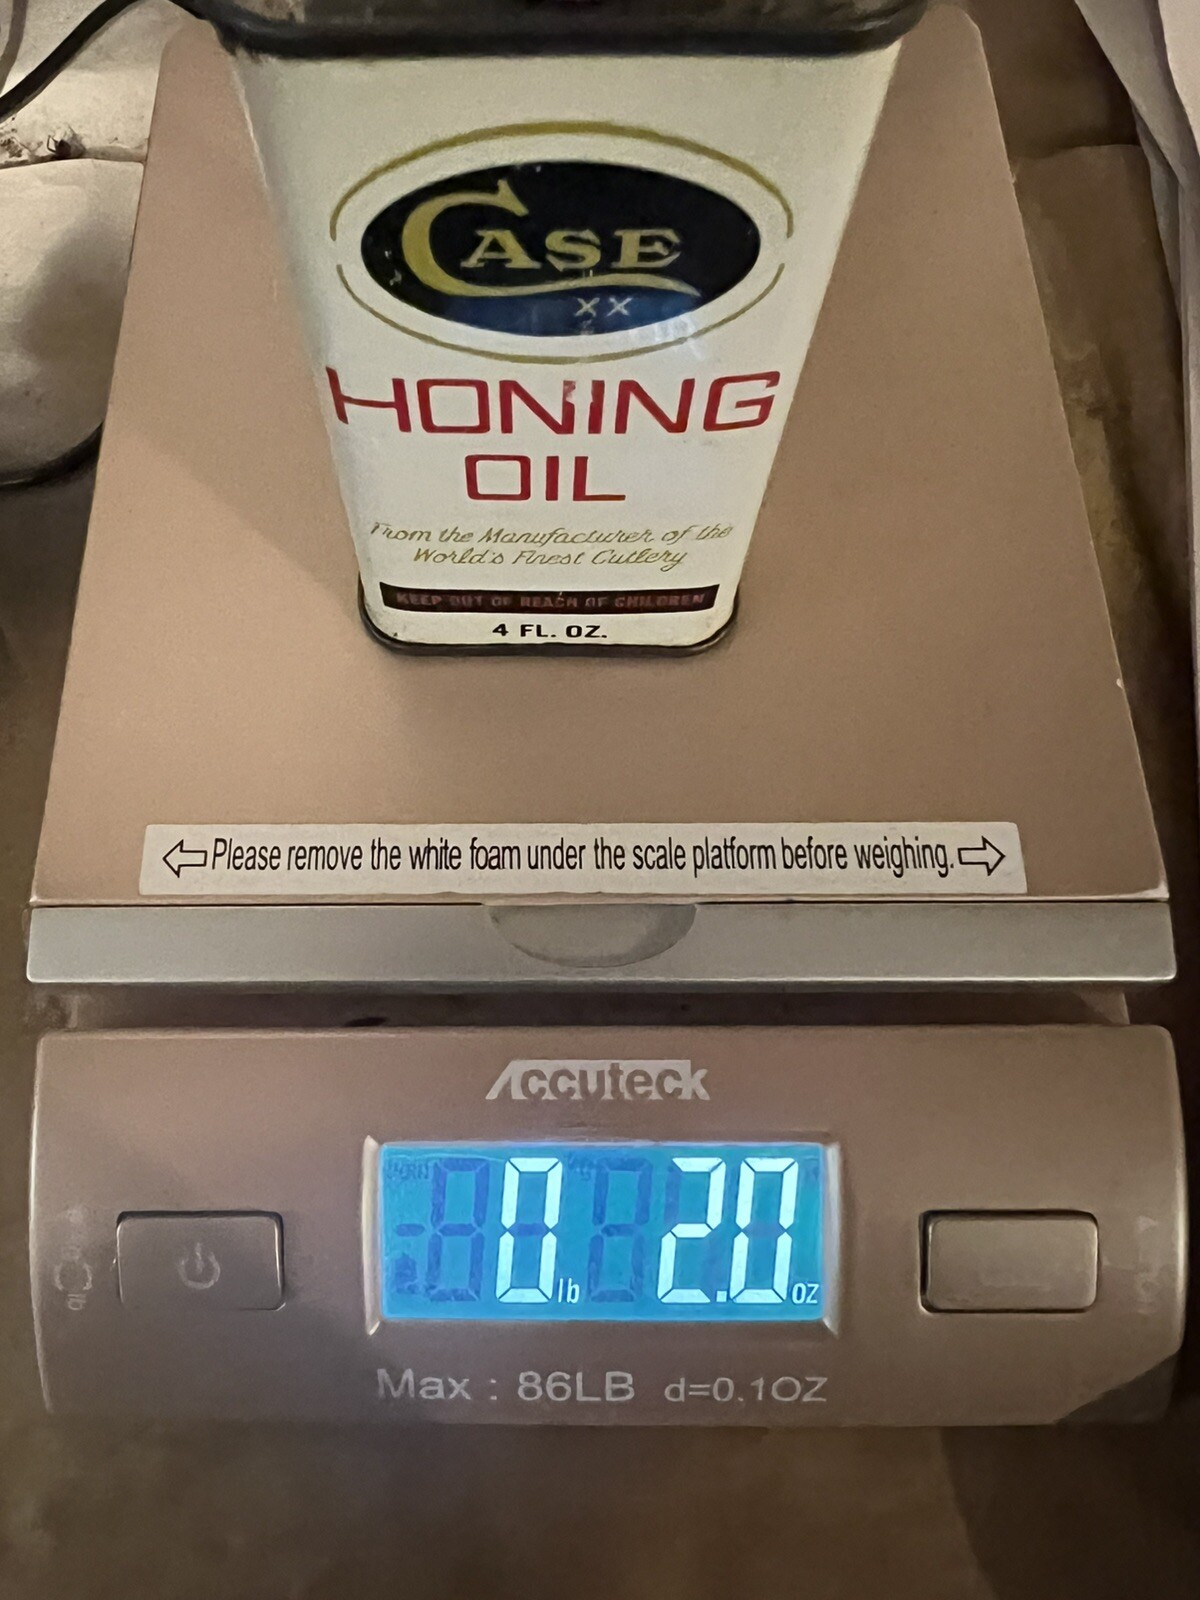 CASE
XX
HONING
OIL
From the Manufacturer of the
World's Finest Cutlery
KEEP OUT OF REACH OF CHILDREN
4 FL. OZ.
Please remove the white foam under the scale platform before weighing.
Accuteck
0 lb 2.0 oz
Max : 86LB d=0.1OZ